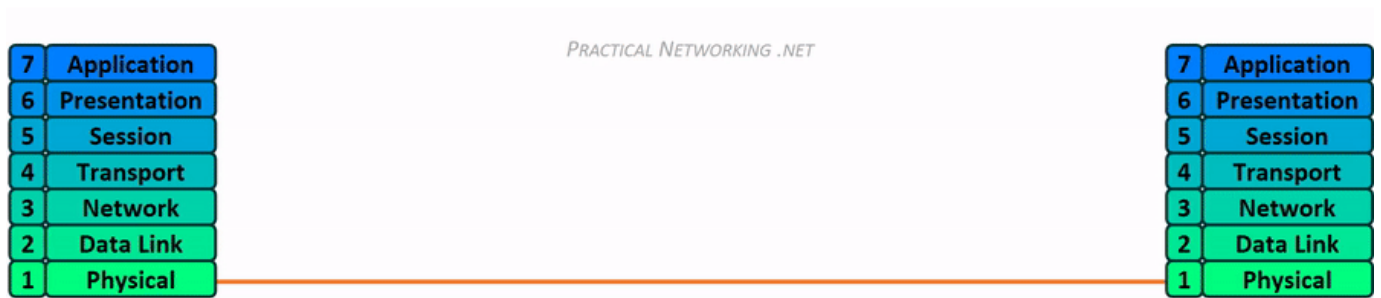 PRACTICAL NETWORKING .NET
7 Application
6 Presentation
5 Session
4 Transport
3 Network
2 Data Link
1 Physical
7 Application
6 Presentation
5 Session
4 Transport
3 Network
2 Data Link
1 Physical